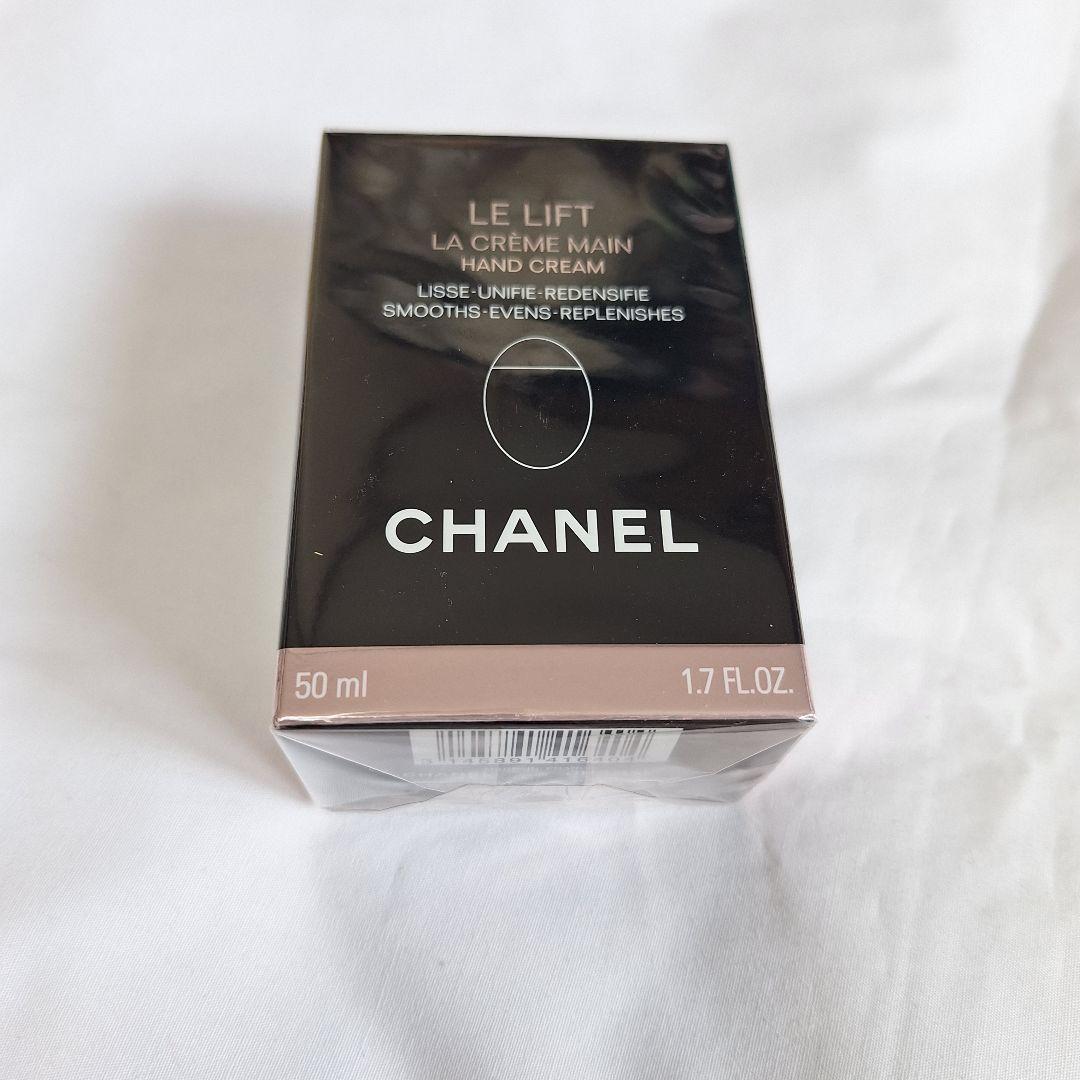 LE LIFT
LA CRÈME MAIN
HAND CREAM
LISSE-UNIFIE-REDENSIFIE
SMOOTHS-EVENS-REPLENISHES
CHANEL
50 ml 1.7 FL.OZ.